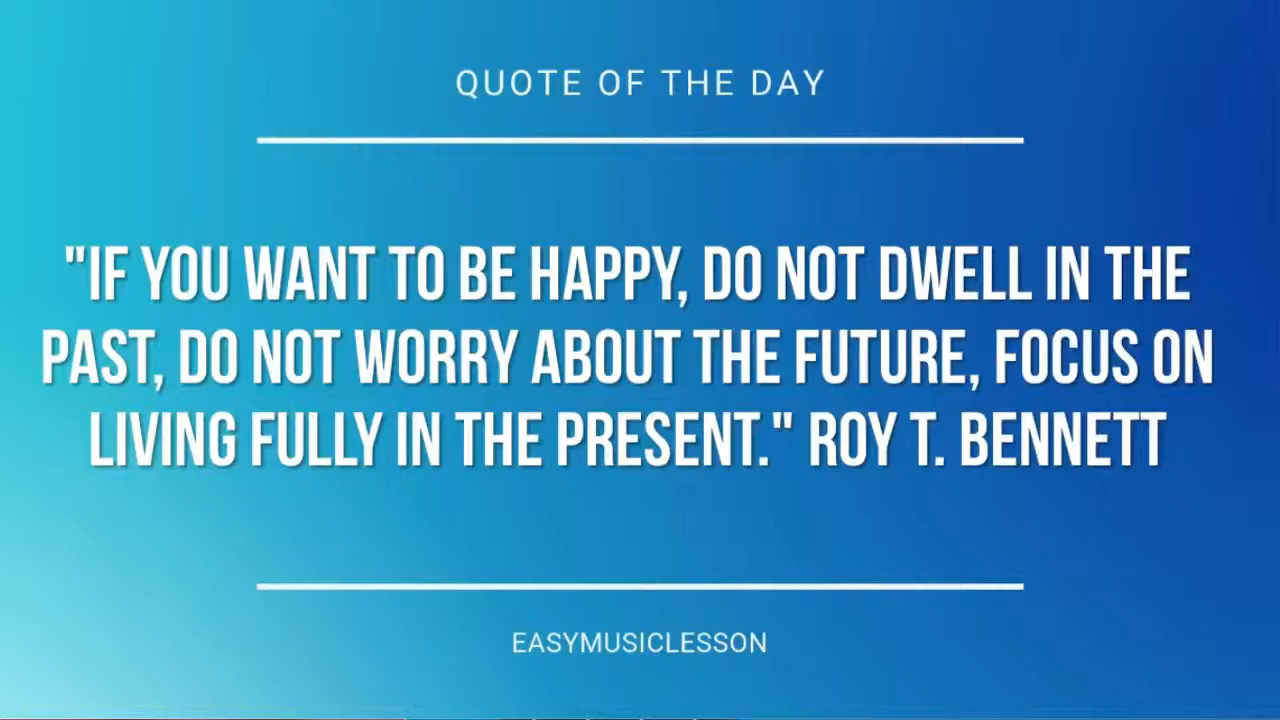 QUOTE OF THE DAY
"IF YOU WANT TO BE HAPPY, DO NOT DWELL IN THE
PAST, DO NOT WORRY ABOUT THE FUTURE, FOCUS ON
LIVING FULLY IN THE PRESENT." ROY T. BENNETT
EASYMUSICLESSON